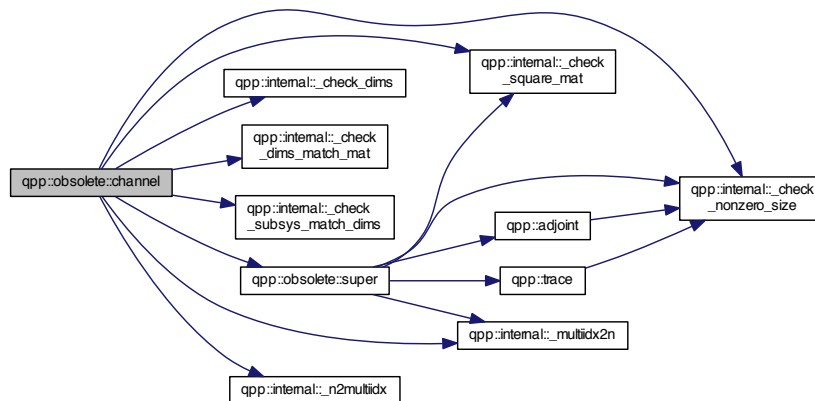 qpp::internal::_check
_square_mat
qpp::internal::_check_dims
qpp::internal::_check
_dims_match_mat
qpp::obsolete::channel
qpp::internal::_check
_nonzero_size
qpp::internal::_check
_subsys_match_dims
qpp::adjoint
qpp::obsolete::super
qpp::trace
qpp::internal::_multiidx2n
qpp::internal::_n2multiidx